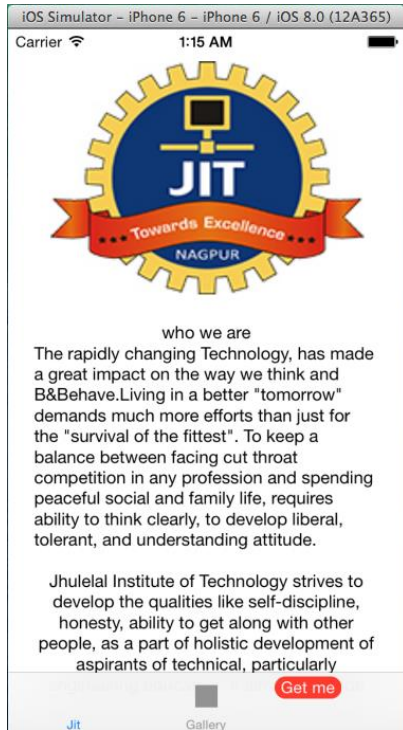 iOS Simulator – iPhone 6 – iPhone 6 / iOS 8.0 (12A365)
Carrier 1:15 AM
JIT
Towards Excellence
NAGPUR
who we are
The rapidly changing Technology, has made
a great impact on the way we think and
B&Behave.Living in a better "tomorrow"
demands much more efforts than just for
the "survival of the fittest". To keep a
balance between facing cut throat
competition in any profession and spending
peaceful social and family life, requires
ability to think clearly, to develop liberal,
tolerant, and understanding attitude.
Jhulelal Institute of Technology strives to
develop the qualities like self-discipline,
honesty, ability to get along with other
people, as a part of holistic development of
aspirants of technical, particularly
Get me
Jit Gallery